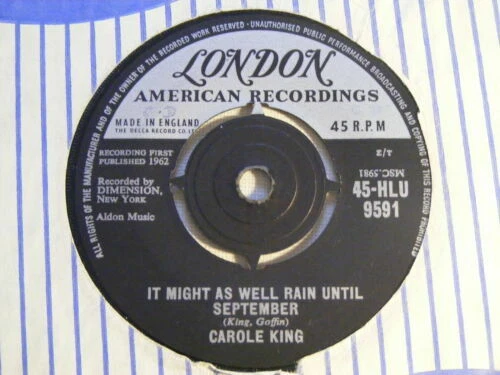 ALL RIGHTS OF THE MANUFACTURER AND OF THE OWNER OF THE RECORDED WORK RESERVED - UNAUTHORISED PUBLIC PERFORMANCE BROADCASTING AND COPYING OF THIS RECORD PROHIBITED
LONDON
AMERICAN RECORDINGS
MADE IN ENGLAND
THE DECCA RECORD CO LTD
45 R.P.M
RECORDING FIRST
PUBLISHED 1962
T/2
MSC.5981
Recorded by
DIMENSION,
NEW YORK
Aldon Music
45-HLU
9591
IT MIGHT AS WELL RAIN UNTIL
SEPTEMBER
(King, Goffin)
CAROLE KING